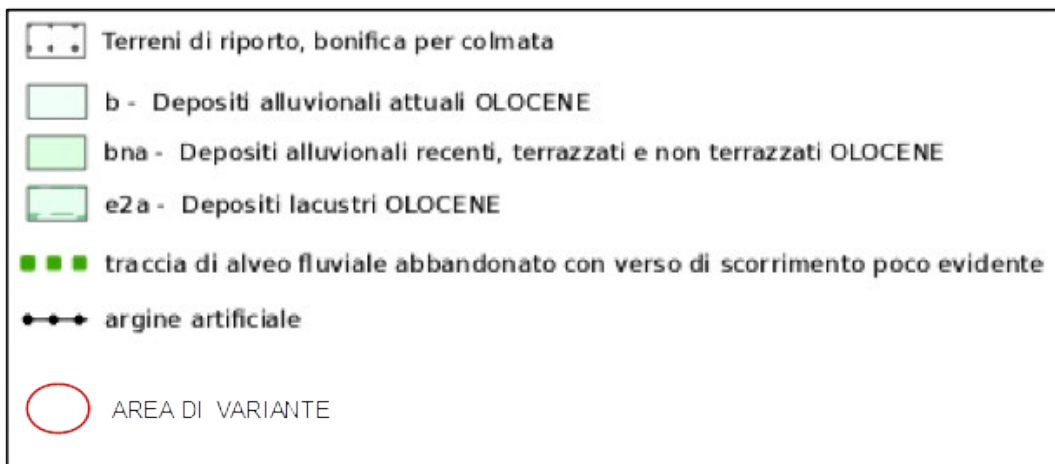 Terreni di riporto, bonifica per colmata
b - Depositi alluvionali attuali OLOCENE
bna - Depositi alluvionali recenti, terrazzati e non terrazzati OLOCENE
e2a - Depositi lacustri OLOCENE
traccia di alveo fluviale abbandonato con verso di scorrimento poco evidente
argine artificiale
AREA DI VARIANTE